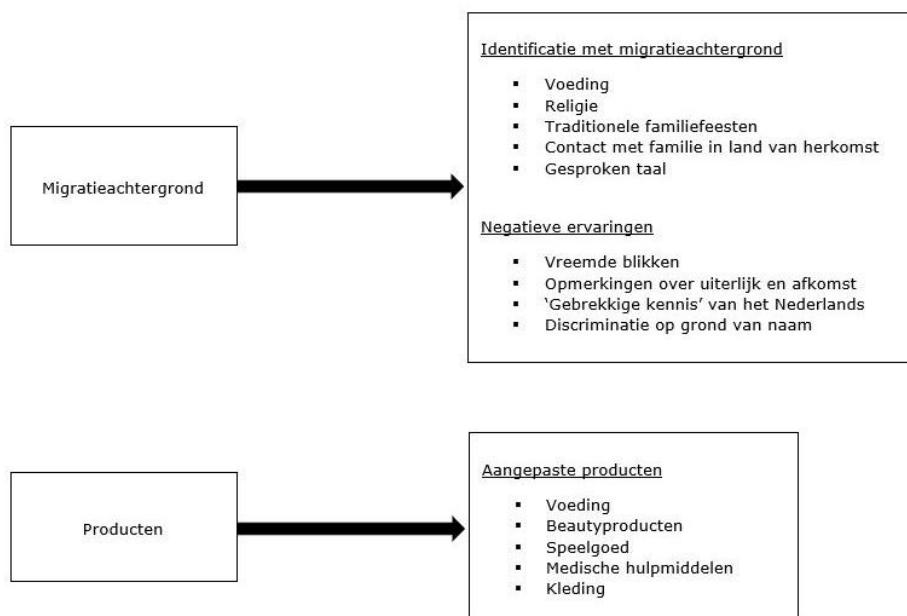 Identificatie met migratieachtergrond
▪ Voeding
▪ Religie
▪ Traditionele familiefeesten
▪ Contact met familie in land van herkomst
▪ Gesproken taal
Migratieachtergrond
Negatieve ervaringen
▪ Vreemde blikken
▪ Opmerkingen over uiterlijk en afkomst
▪ ‘Gebrekkige kennis’ van het Nederlands
▪ Discriminatie op grond van naam
Producten
Aangepaste producten
▪ Voeding
▪ Beautyproducten
▪ Speelgoed
▪ Medische hulpmiddelen
▪ Kleding